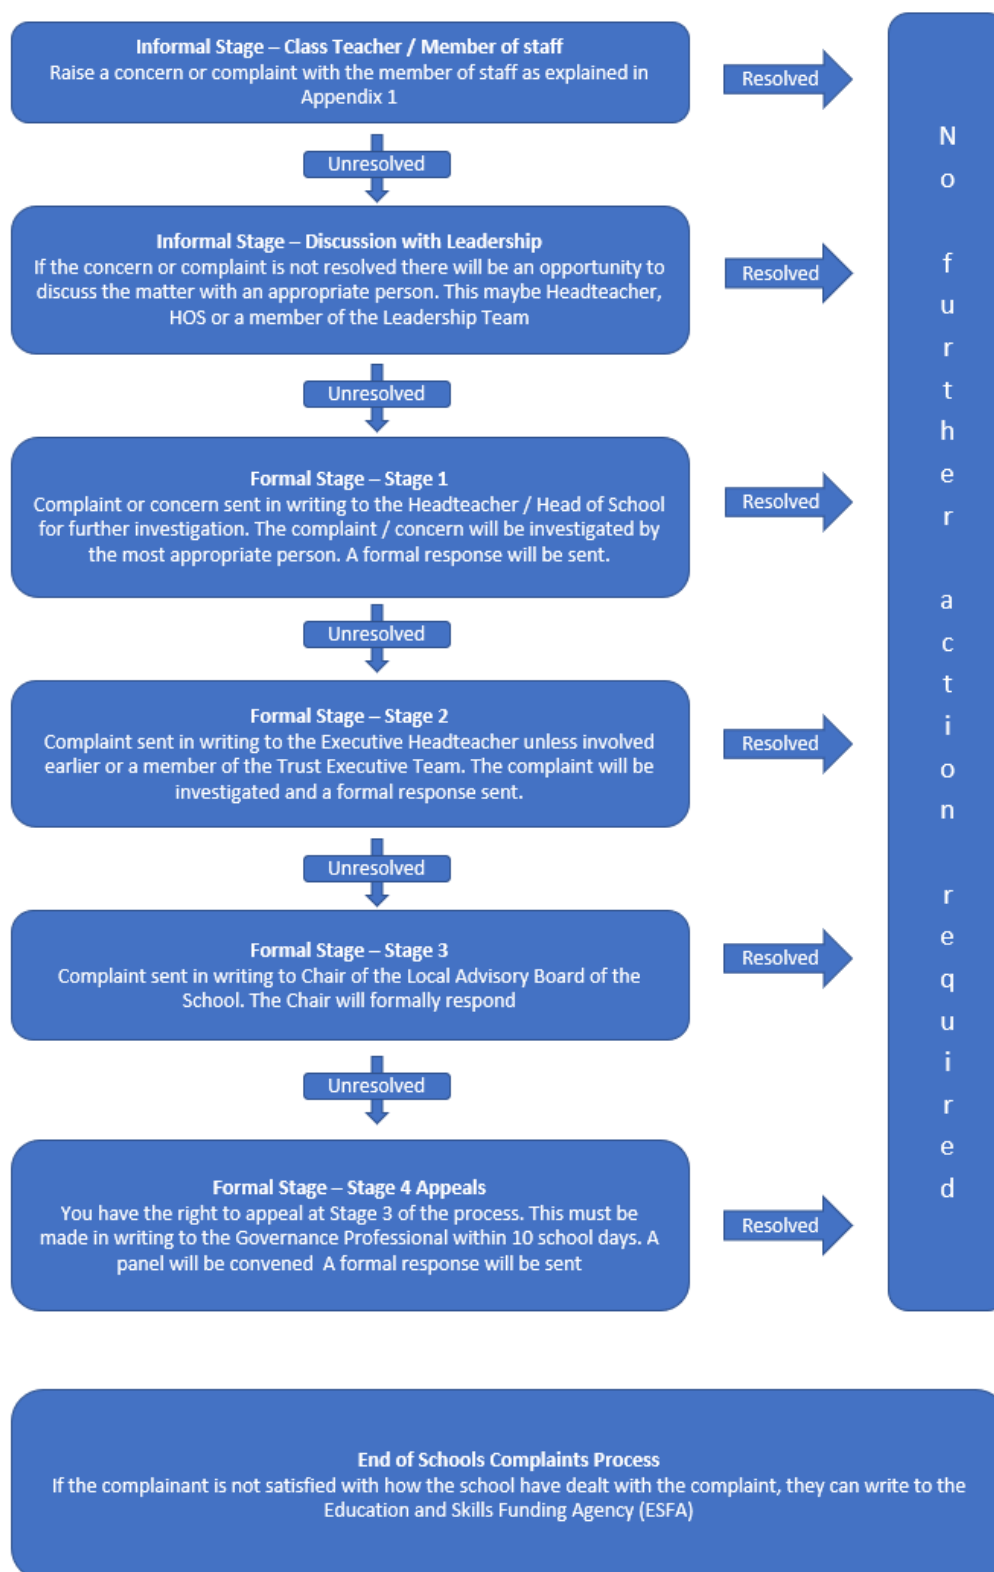 Informal Stage – Class Teacher / Member of staff
Raise a concern or complaint with the member of staff as explained in
Appendix 1
Resolved
Unresolved
Informal Stage – Discussion with Leadership
If the concern or complaint is not resolved there will be an opportunity to
discuss the matter with an appropriate person. This maybe Headteacher,
HOS or a member of the Leadership Team
Resolved
Unresolved
Formal Stage – Stage 1
Complaint or concern sent in writing to the Headteacher / Head of School
for further investigation. The complaint / concern will be investigated by
the most appropriate person. A formal response will be sent.
Resolved
Unresolved
Formal Stage – Stage 2
Complaint sent in writing to the Executive Headteacher unless involved
earlier or a member of the Trust Executive Team. The complaint will be
investigated and a formal response sent.
Resolved
Unresolved
Formal Stage – Stage 3
Complaint sent in writing to Chair of the Local Advisory Board of the
School. The Chair will formally respond
Resolved
Unresolved
Formal Stage – Stage 4 Appeals
You have the right to appeal at Stage 3 of the process. This must be
made in writing to the Governance Professional within 10 school days. A
panel will be convened  A formal response will be sent
Resolved
No further action required
End of Schools Complaints Process
If the complainant is not satisfied with how the school have dealt with the complaint, they can write to the
Education and Skills Funding Agency (ESFA)